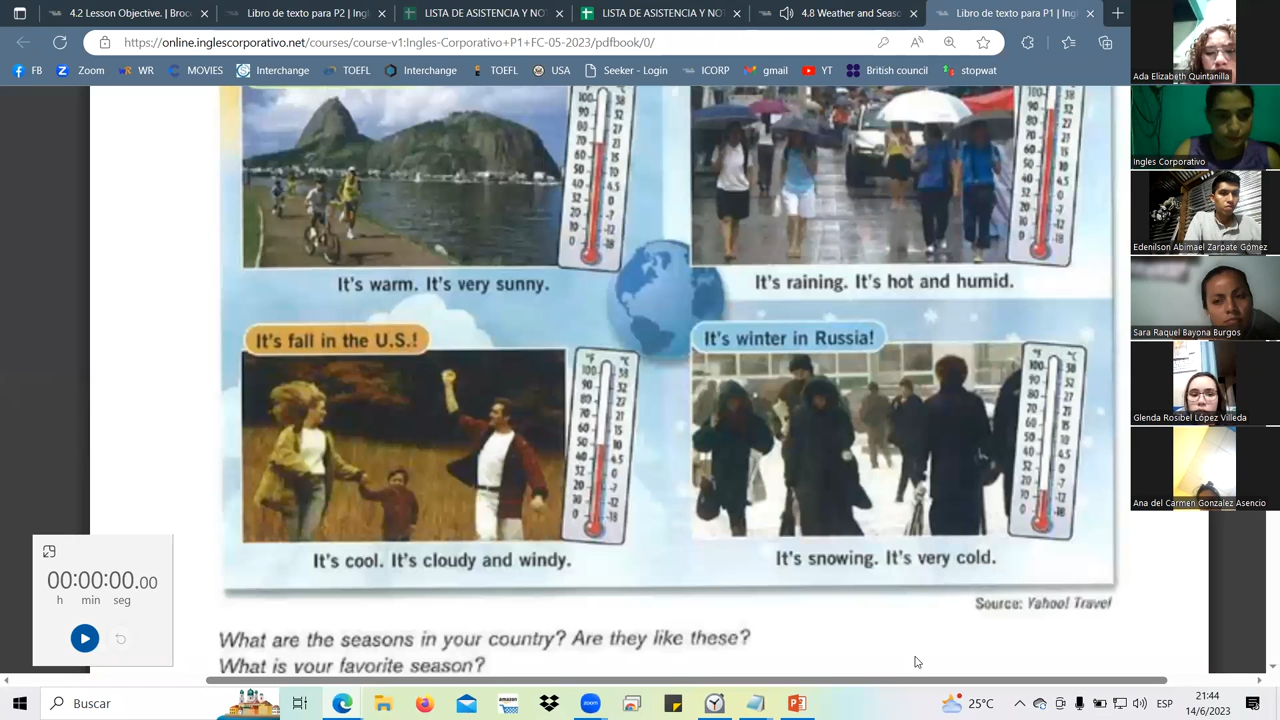 4.2 Lesson Objective. | Broc
Libro de texto para P2 | Ingl
LISTA DE ASISTENCIA Y NOT
LISTA DE ASISTENCIA Y NOT
4.8 Weather and Seas
Libro de texto para P1 | Ingl
https://online.inglescorporativo.net/courses/course-v1:Ingles-Corporativo+P1+FC-05-2023/pdfbook/0/
FB Zoom WR MOVIES Interchange TOEFL Interchange TOEFL USA Seeker - Login ICORP gmail YT British council stopwat
Ada Elizabeth Quintanilla
Ingles Corporativo
Edenilson Abimael Zarpate Gómez
Sara Raquel Bayona Burgos
Glenda Rosibel López Villeda
Ana del Carmen Gonzalez Asencio
It's warm. It's very sunny.
It's raining. It's hot and humid.
It's fall in the U.S.!
It's winter in Russia!
It's cool. It's cloudy and windy.
It's snowing. It's very cold.
Source: Yahoo! Travel
What are the seasons in your country? Are they like these?
What is your favorite season?
00:00:00.00
h min seg
Buscar
25°C
ESP
21:44
14/6/2023